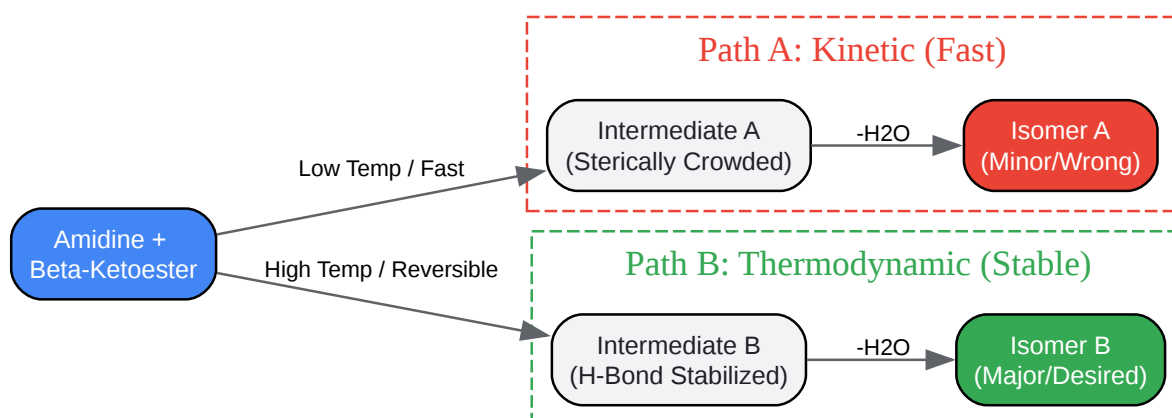 Path A: Kinetic (Fast)
Intermediate A
(Sterically Crowded)
-H2O
Isomer A
(Minor/Wrong)
Low Temp / Fast
Amidine +
Beta-Ketoester
High Temp / Reversible
Path B: Thermodynamic (Stable)
Intermediate B
(H-Bond Stabilized)
-H2O
Isomer B
(Major/Desired)